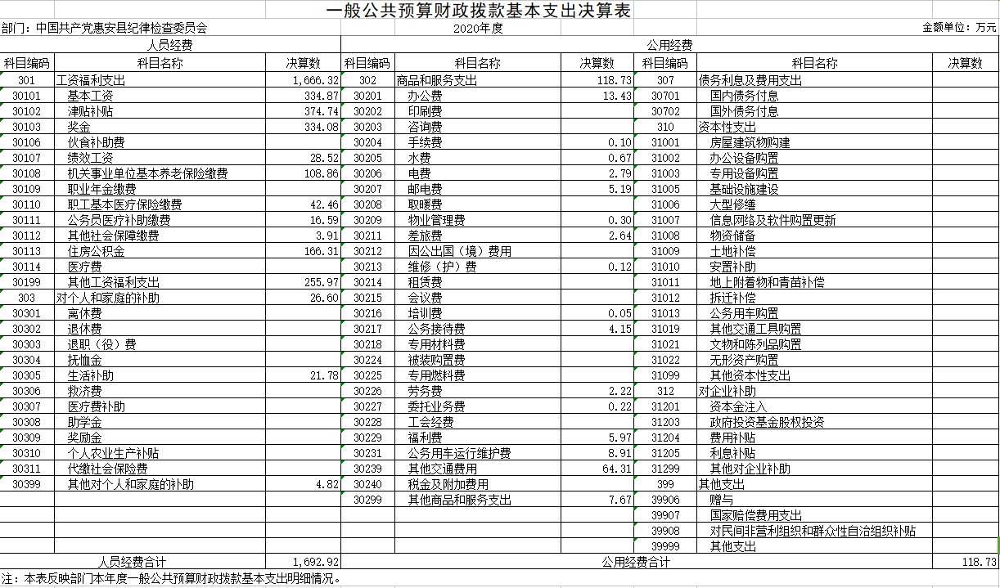 一般公共预算财政拨款基本支出决算表
部门：中国共产党惠安县纪律检查委员会 2020年度 金额单位：万元
人员经费 公用经费
科目编码 科目名称 决算数 科目编码 科目名称 决算数 科目编码 科目名称 决算数
301 工资福利支出 1,666.32 302 商品和服务支出 118.73 307 债务利息及费用支出
30101 基本工资 334.87 30201 办公费 13.43 30701 国内债务付息
30102 津贴补贴 374.74 30202 印刷费 30702 国外债务付息
30103 奖金 334.08 30203 咨询费 310 资本性支出
30106 伙食补助费 30204 手续费 0.10 31001 房屋建筑物购建
30107 绩效工资 28.52 30205 水费 0.67 31002 办公设备购置
30108 机关事业单位基本养老保险缴费 108.86 30206 电费 2.79 31003 专用设备购置
30109 职业年金缴费 30207 邮电费 5.19 31005 基础设施建设
30110 职工基本医疗保险缴费 42.46 30208 取暖费 31006 大型修缮
30111 公务员医疗补助缴费 16.59 30209 物业管理费 0.30 31007 信息网络及软件购置更新
30112 其他社会保障缴费 3.91 30211 差旅费 2.64 31008 物资储备
30113 住房公积金 166.31 30212 因公出国（境）费用 31009 土地补偿
30114 医疗费 30213 维修（护）费 0.12 31010 安置补助
30199 其他工资福利支出 255.97 30214 租赁费 31011 地上附着物和青苗补偿
303 对个人和家庭的补助 26.60 30215 会议费 31012 拆迁补偿
30301 离休费 30216 培训费 0.05 31013 公务用车购置
30302 退休费 30217 公务接待费 4.15 31019 其他交通工具购置
30303 退职（役）费 30218 专用材料费 31021 文物和陈列品购置
30304 抚恤金 30224 被装购置费 31022 无形资产购置
30305 生活补助 21.78 30225 专用燃料费 31099 其他资本性支出
30306 救济费 30226 劳务费 2.22 312 对企业补助
30307 医疗费补助 30227 委托业务费 0.22 31201 资本金注入
30308 助学金 30228 工会经费 31203 政府投资基金股权投资
30309 奖励金 30229 福利费 5.97 31204 费用补贴
30310 个人农业生产补贴 30231 公务用车运行维护费 8.91 31205 利息补贴
30311 代缴社会保险费 30239 其他交通费用 64.31 31299 其他对企业补助
30399 其他对个人和家庭的补助 4.82 30240 税金及附加费用 399 其他支出
30299 其他商品和服务支出 7.67 39906 赠与
39907 国家赔偿费用支出
39908 对民间非营利组织和群众性自治组织补贴
39999 其他支出
人员经费合计 1,692.92 公用经费合计 118.73
注：本表反映部门本年度一般公共预算财政拨款基本支出明细情况。